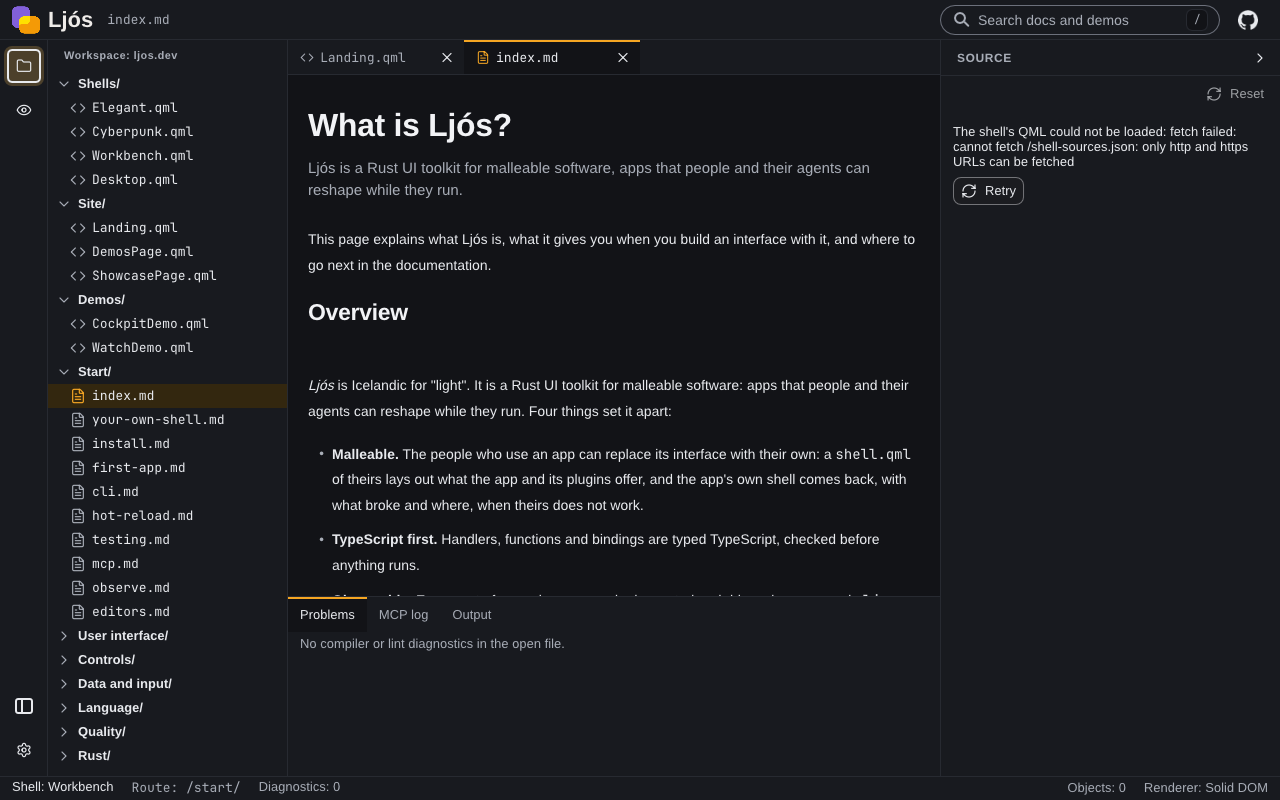 Ljós index.md
Search docs and demos /
Workspace: ljos.dev
Shells/
Elegant.qml
Cyberpunk.qml
Workbench.qml
Desktop.qml
Site/
Landing.qml
DemosPage.qml
ShowcasePage.qml
Demos/
CockpitDemo.qml
WatchDemo.qml
Start/
index.md
your-own-shell.md
install.md
first-app.md
cli.md
hot-reload.md
testing.md
mcp.md
observe.md
editors.md
User interface/
Controls/
Data and input/
Language/
Quality/
Rust/
Landing.qml
index.md
What is Ljós?
Ljós is a Rust UI toolkit for malleable software, apps that people and their agents can
reshape while they run.
This page explains what Ljós is, what it gives you when you build an interface with it, and where to
go next in the documentation.
Overview
Ljós is Icelandic for "light". It is a Rust UI toolkit for malleable software: apps that people and their
agents can reshape while they run. Four things set it apart:
• Malleable. The people who use an app can replace its interface with their own: a shell.qml
of theirs lays out what the app and its plugins offer, and the app's own shell comes back, with
what broke and where, when theirs does not work.
• TypeScript first. Handlers, functions and bindings are typed TypeScript, checked before
anything runs.
Problems
MCP log
Output
No compiler or lint diagnostics in the open file.
SOURCE
Reset
The shell's QML could not be loaded: fetch failed:
cannot fetch /shell-sources.json: only http and https
URLs can be fetched
Retry
Shell: Workbench Route: /start/ Diagnostics: 0
Objects: 0 Renderer: Solid DOM